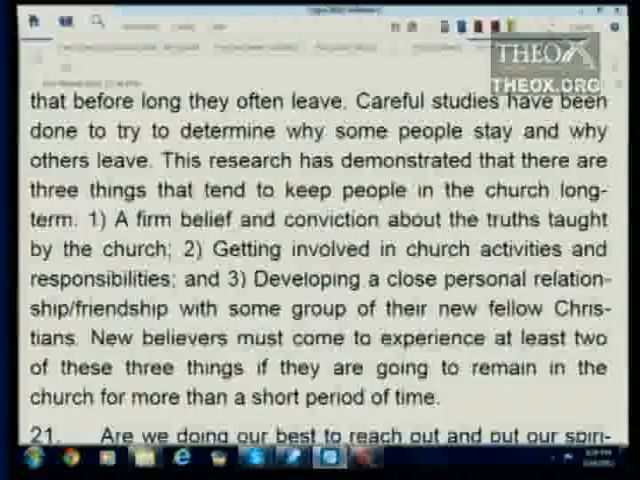 THEOX
THEOX.ORG
that before long they often leave. Careful studies have been
done to try to determine why some people stay and why
others leave. This research has demonstrated that there are
three things that tend to keep people in the church long-
term. 1) A firm belief and conviction about the truths taught
by the church; 2) Getting involved in church activities and
responsibilities; and 3) Developing a close personal relation-
ship/friendship with some group of their new fellow Chris-
tians. New believers must come to experience at least two
of these three things if they are going to remain in the
church for more than a short period of time.
21. Are we doing our best to reach out and put our spiri-